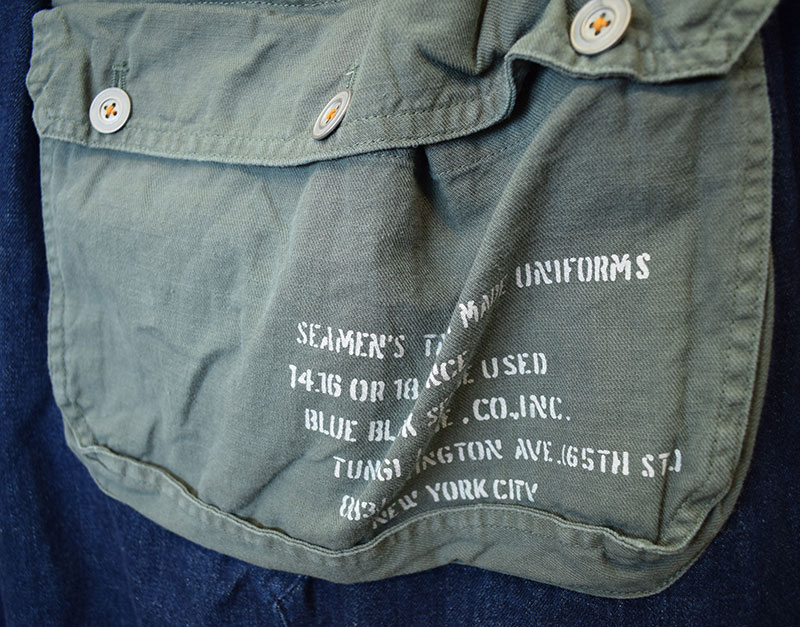 SEAMEN'S MADE UNIFORMS
14.16 OR 18 USED
BLUE .CO.,INC.
AVE.(65TH ST.)
NEW YORK CITY